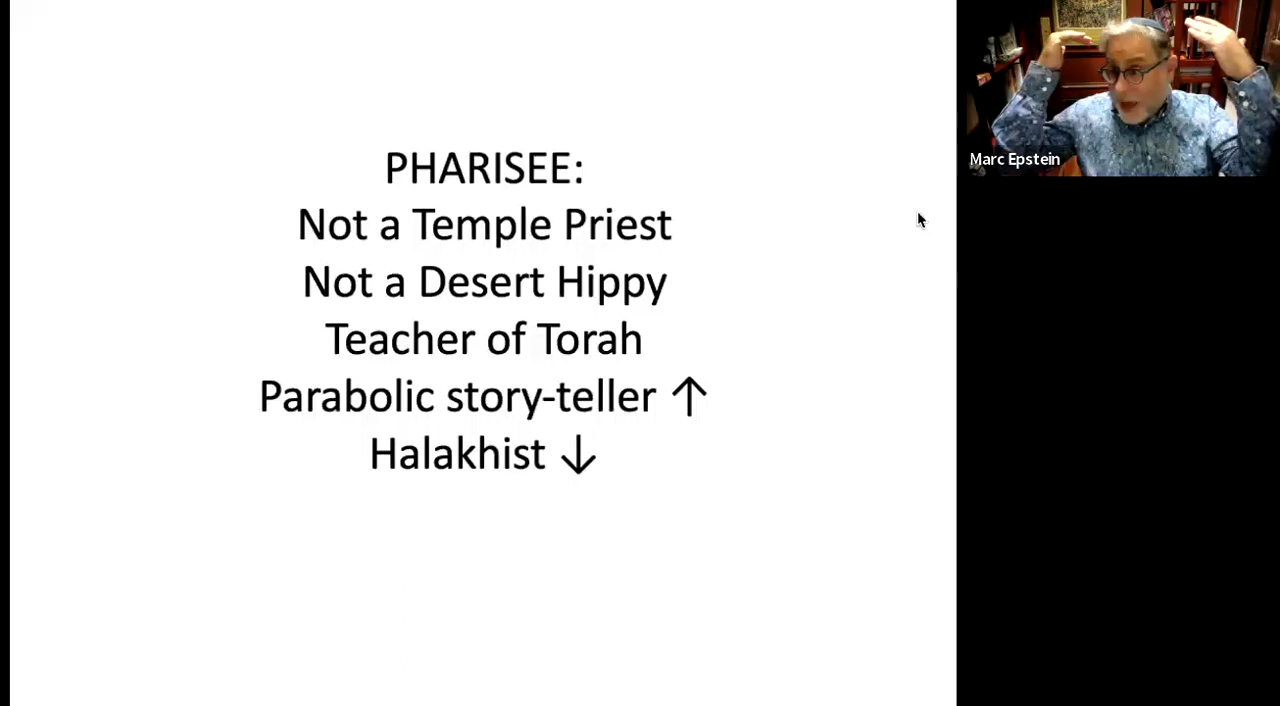 PHARISEE:
Not a Temple Priest
Not a Desert Hippy
Teacher of Torah
Parabolic story-teller ↑
Halakhist ↓
Marc Epstein